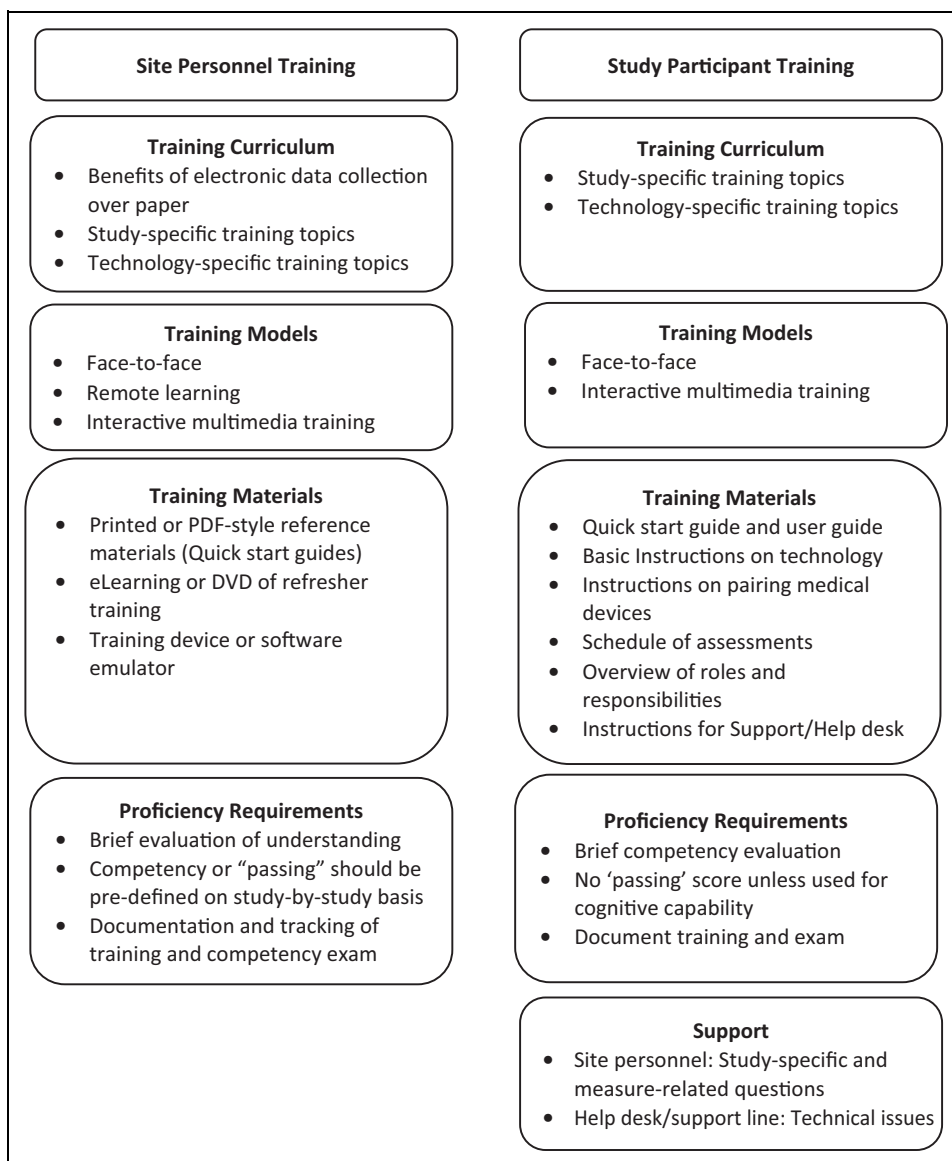 Site Personnel Training
Training Curriculum
• Benefits of electronic data collection
over paper
• Study-specific training topics
• Technology-specific training topics
Training Models
• Face-to-face
• Remote learning
• Interactive multimedia training
Training Materials
• Printed or PDF-style reference
materials (Quick start guides)
• eLearning or DVD of refresher
training
• Training device or software
emulator
Proficiency Requirements
• Brief evaluation of understanding
• Competency or “passing” should be
pre-defined on study-by-study basis
• Documentation and tracking of
training and competency exam
Study Participant Training
Training Curriculum
• Study-specific training topics
• Technology-specific training topics
Training Models
• Face-to-face
• Interactive multimedia training
Training Materials
• Quick start guide and user guide
• Basic Instructions on technology
• Instructions on pairing medical
devices
• Schedule of assessments
• Overview of roles and
responsibilities
• Instructions for Support/Help desk
Proficiency Requirements
• Brief competency evaluation
• No ‘passing’ score unless used for
cognitive capability
• Document training and exam
Support
• Site personnel: Study-specific and
measure-related questions
• Help desk/support line: Technical issues